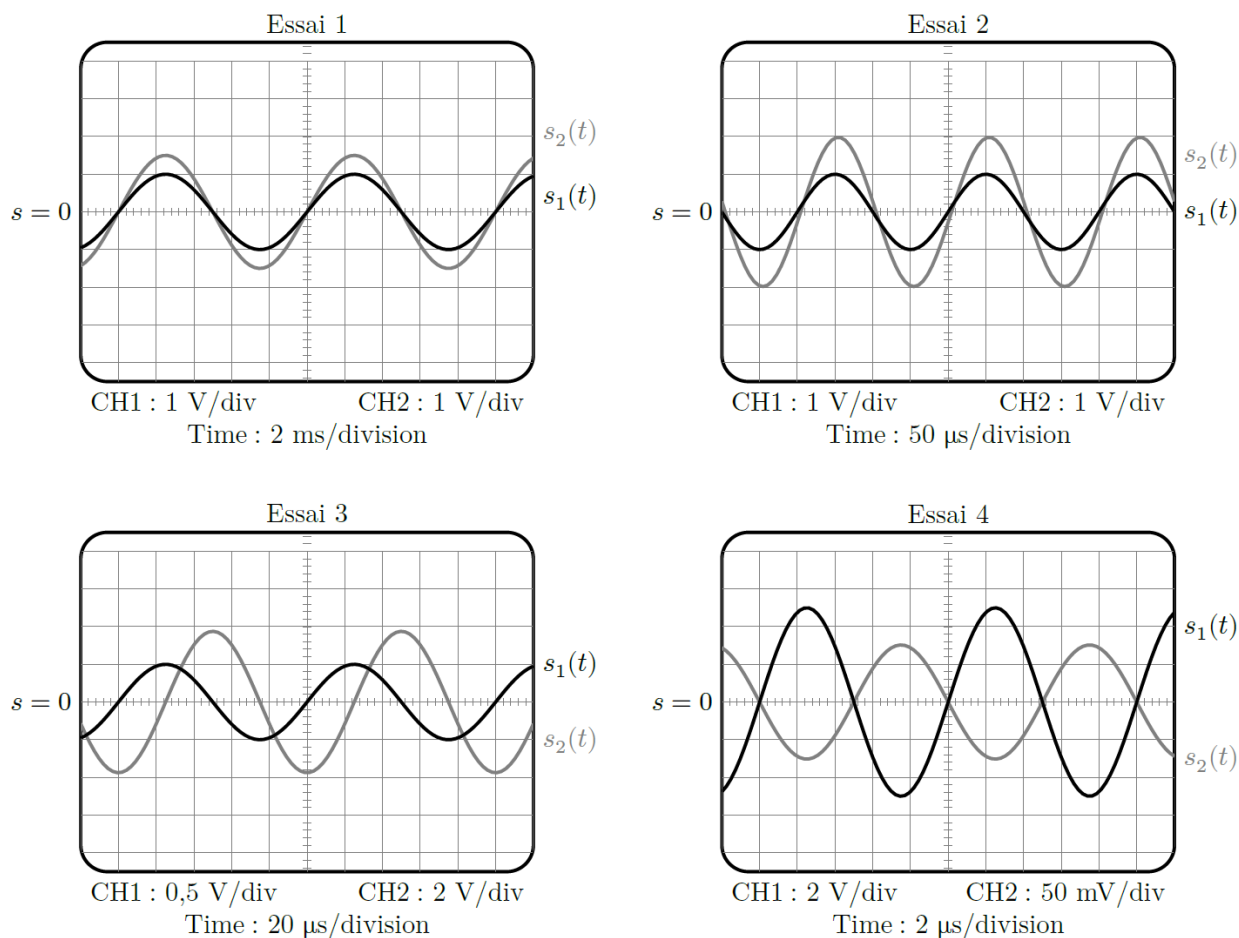 Essai 1
s₂(t)
s₁(t)
s = 0
CH1 : 1 V/div CH2 : 1 V/div
Time : 2 ms/division
Essai 2
s₂(t)
s = 0
s₁(t)
CH1 : 1 V/div CH2 : 1 V/div
Time : 50 µs/division
Essai 3
s₁(t)
s = 0
s₂(t)
CH1 : 0,5 V/div CH2 : 2 V/div
Time : 20 µs/division
Essai 4
s₁(t)
s = 0
s₂(t)
CH1 : 2 V/div CH2 : 50 mV/div
Time : 2 µs/division